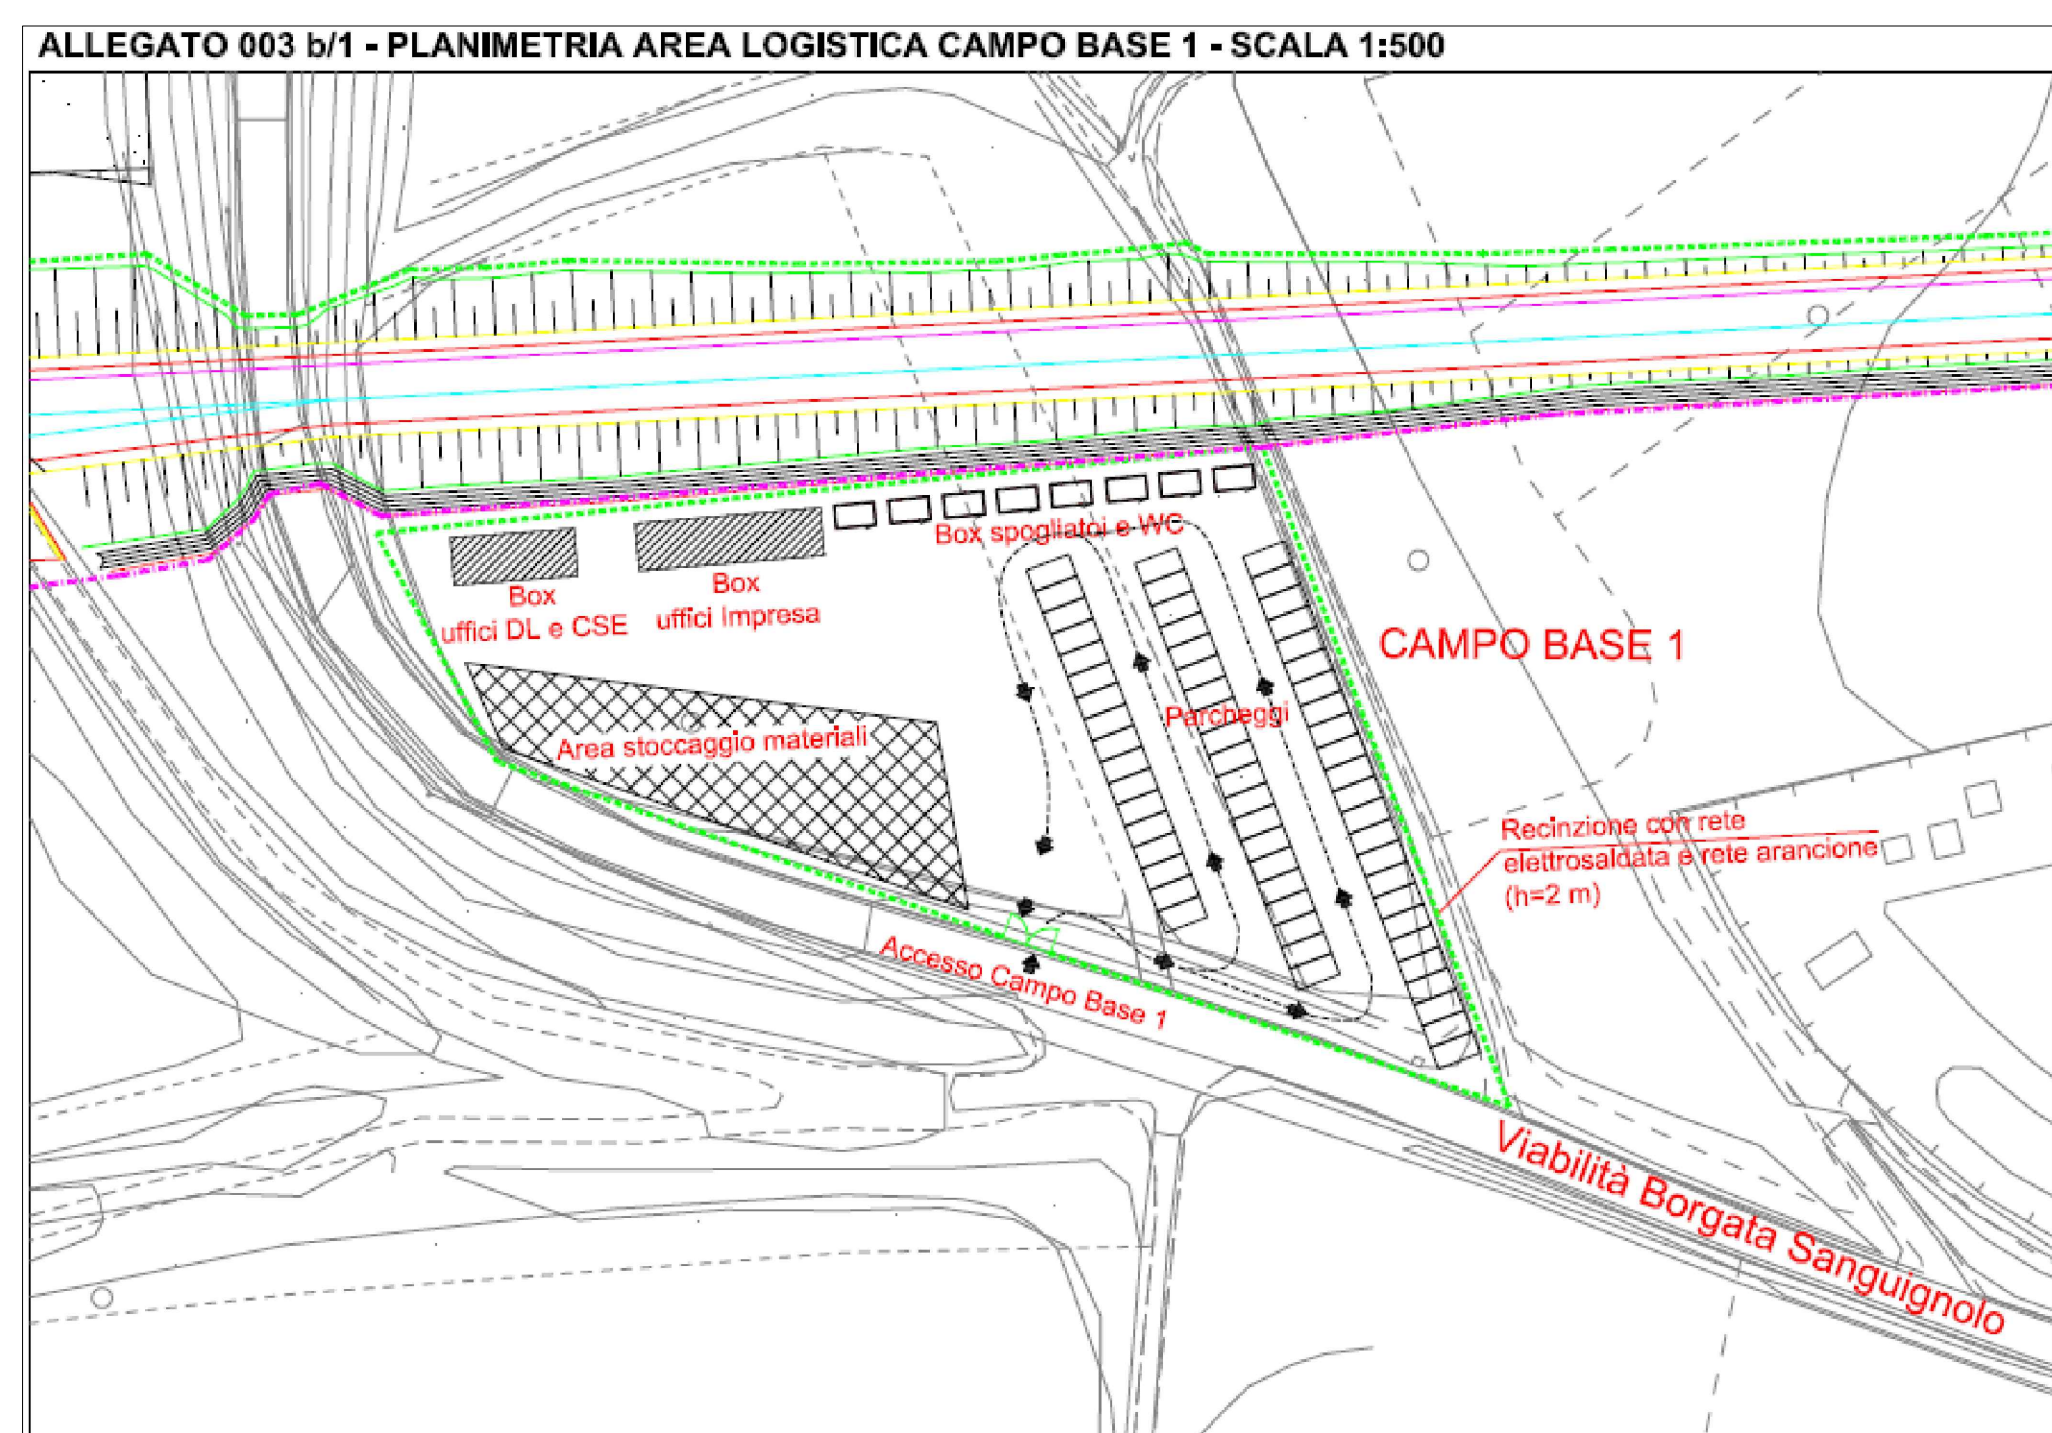 ALLEGATO 003 b/1 - PLANIMETRIA AREA LOGISTICA CAMPO BASE 1 - SCALA 1:500
Box spogliatoi e WC
Box
uffici DL e CSE
Box
uffici Impresa
CAMPO BASE 1
Parcheggi
Area stoccaggio materiali
Recinzione con rete
elettrosaldata e rete arancione
(h=2 m)
Accesso Campo Base 1
Viabilità Borgata Sanguignolo